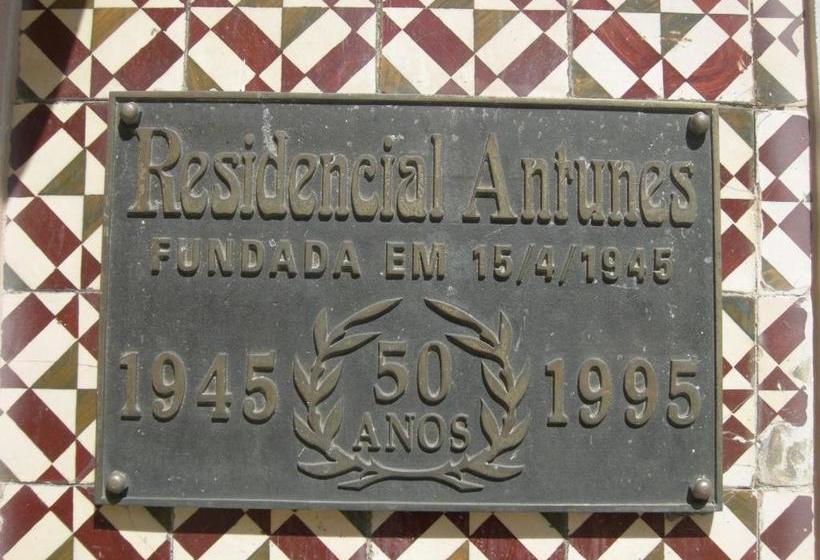 Residencial Antunes
FUNDADA EM 15/4/1945
1945 50 ANOS 1995